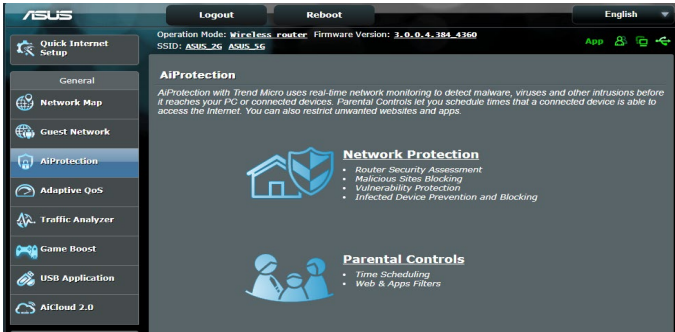 ASUS
Logout
Reboot
English
Quick Internet
Setup
Operation Mode: Wireless router Firmware Version: 3.0.0.4.384_4360
SSID: ASUS_2G ASUS_5G
App
General
Network Map
Guest Network
AiProtection
Adaptive QoS
Traffic Analyzer
Game Boost
USB Application
AiCloud 2.0
AiProtection
AiProtection with Trend Micro uses real-time network monitoring to detect malware, viruses and other intrusions before
it reaches your PC or connected devices. Parental Controls let you schedule times that a connected device is able to
access the Internet. You can also restrict unwanted websites and apps.
Network Protection
• Router Security Assessment
• Malicious Sites Blocking
• Vulnerability Protection
• Infected Device Prevention and Blocking
Parental Controls
• Time Scheduling
• Web & Apps Filters